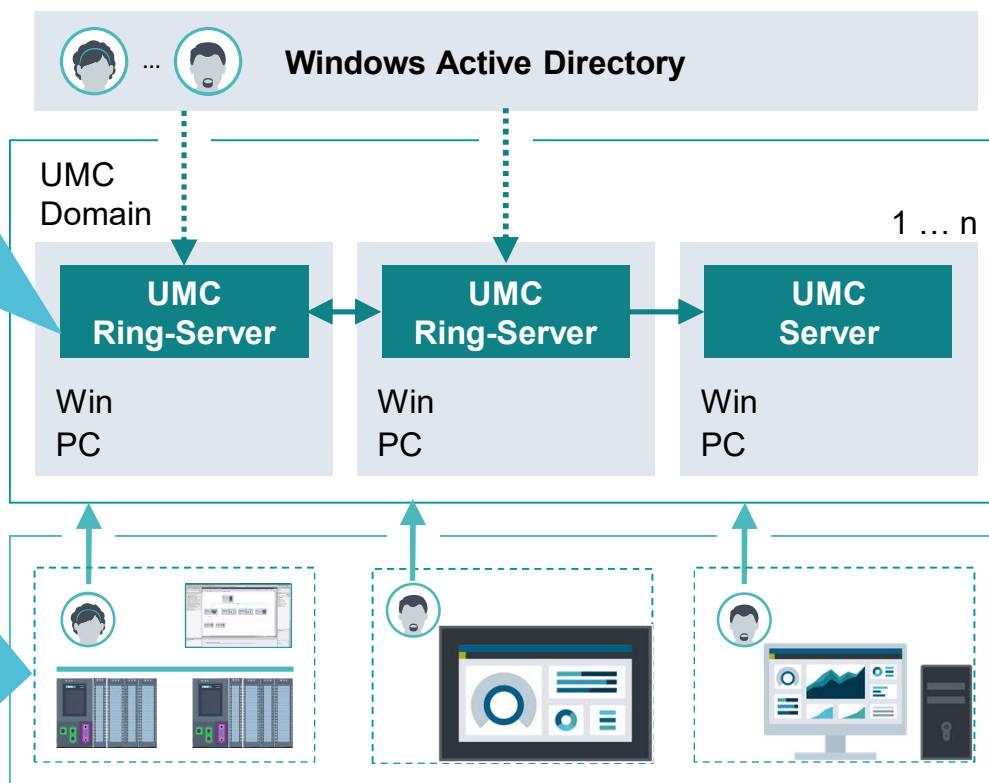 ... Windows Active Directory
UMC
Domain
1 ... n
UMC
Ring-Server
UMC
Ring-Server
UMC
Server
Win
PC
Win
PC
Win
PC